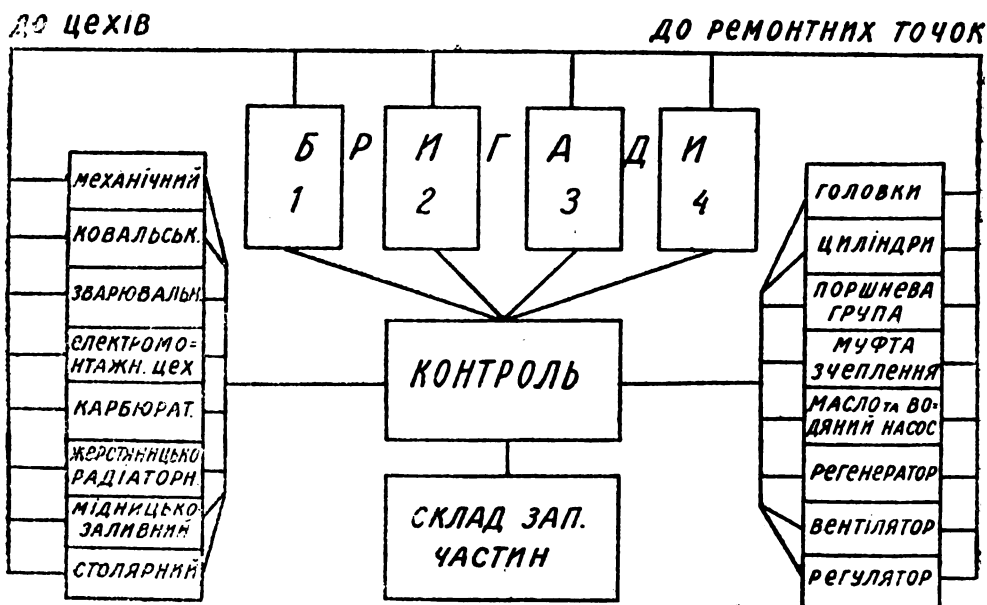 ДО ЦЕХІВ
ДО РЕМОНТНИХ ТОЧОК
Б Р И Г А Д И
1 2 3 4
МЕХАНІЧНИЙ
КОВАЛЬСЬК.
ЗВАРЮВАЛЬН.
ЕЛЕКТРОМО=
НТАЖН. ЦЕХ
КАРБЮРАТ.
ЖЕРСТЯНИЦЬКО
РАДІАТОРН.
МІДНИЦЬКО-
ЗАЛИВНИЙ
СТОЛЯРНИЙ
КОНТРОЛЬ
СКЛАД ЗАП.
ЧАСТИН
ГОЛОВКИ
ЦИЛІНДРИ
ПОРШНЕВА
ГРУПА
МУФТА
ЗЧЕПЛЕННЯ
МАСЛО ТА ВО=
ДЯНИЙ НАСОС
РЕГЕНЕРАТОР
ВЕНТІЛЯТОР
РЕГУЛЯТОР